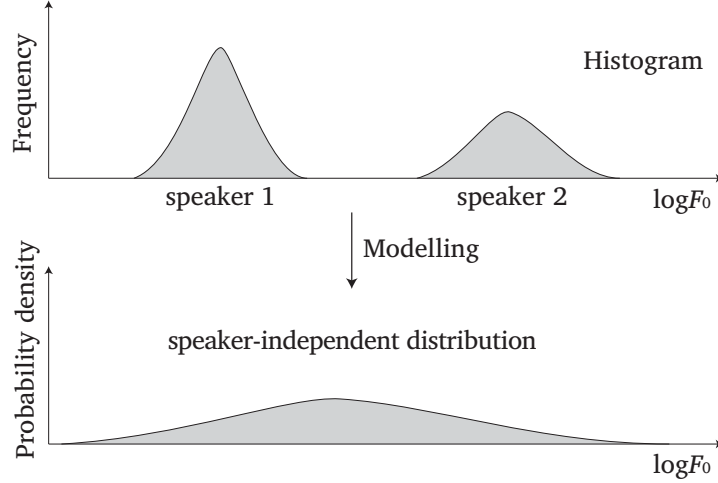 Frequency
Histogram
speaker 1
speaker 2
logF₀
Modelling
Probability density
speaker-independent distribution
logF₀